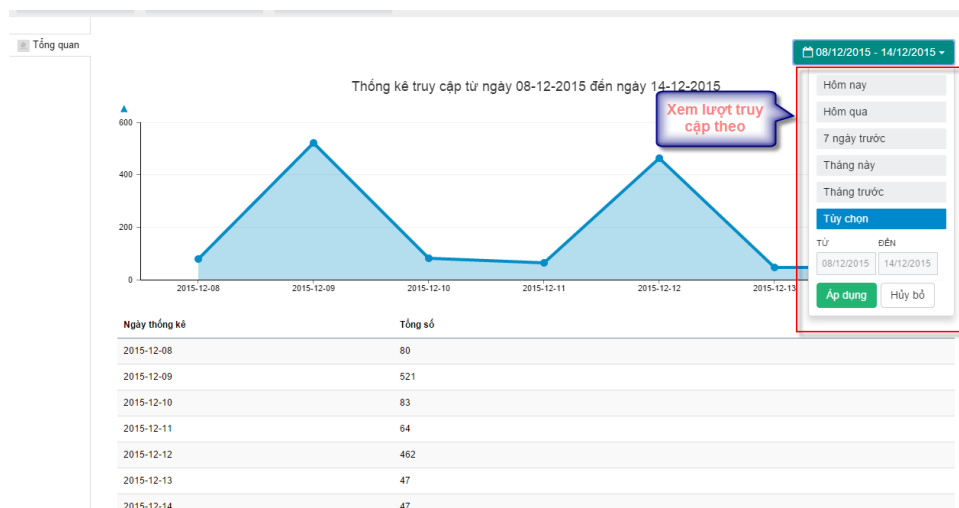 Tổng quan
08/12/2015 - 14/12/2015
Thống kê truy cập từ ngày 08-12-2015 đến ngày 14-12-2015
Xem lượt truy
cập theo
Hôm nay
Hôm qua
7 ngày trước
Tháng này
Tháng trước
Tùy chọn
TỪ ĐẾN
08/12/2015 14/12/2015
Áp dụng Hủy bỏ
600
400
200
0
2015-12-08 2015-12-09 2015-12-10 2015-12-11 2015-12-12 2015-12-13
Ngày thống kê Tổng số
2015-12-08 80
2015-12-09 521
2015-12-10 83
2015-12-11 64
2015-12-12 462
2015-12-13 47
2015-12-14 47